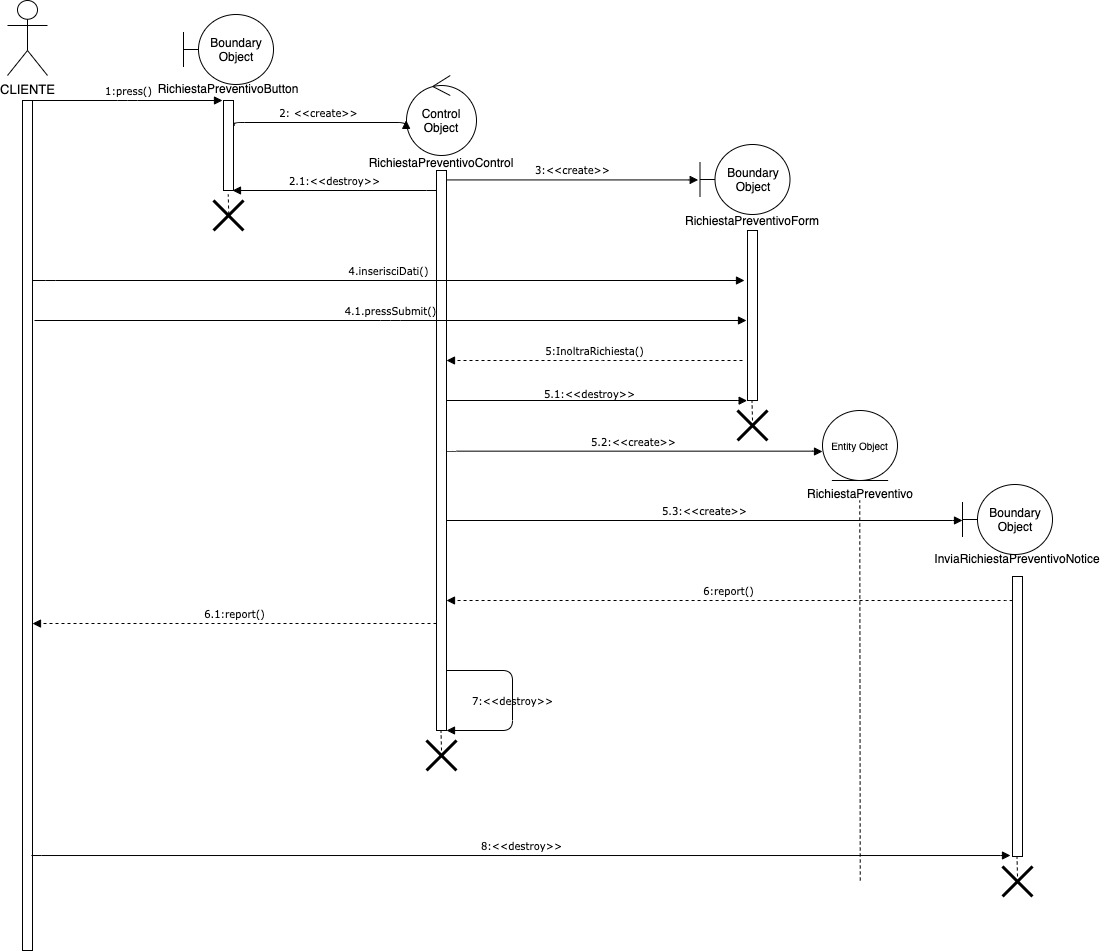 Boundary
Object
CLIENTE
RichiestaPreventivoButton
1:press()
2: <<create>>
Control
Object
RichiestaPreventivoControl
2.1:<<destroy>>
3:<<create>>
Boundary
Object
RichiestaPreventivoForm
4.inserisciDati()
4.1.pressSubmit()
5:InoltraRichiesta()
5.1:<<destroy>>
5.2:<<create>>
Entity Object
RichiestaPreventivo
5.3:<<create>>
Boundary
Object
InviaRichiestaPreventivoNotice
6:report()
6.1:report()
7:<<destroy>>
8:<<destroy>>